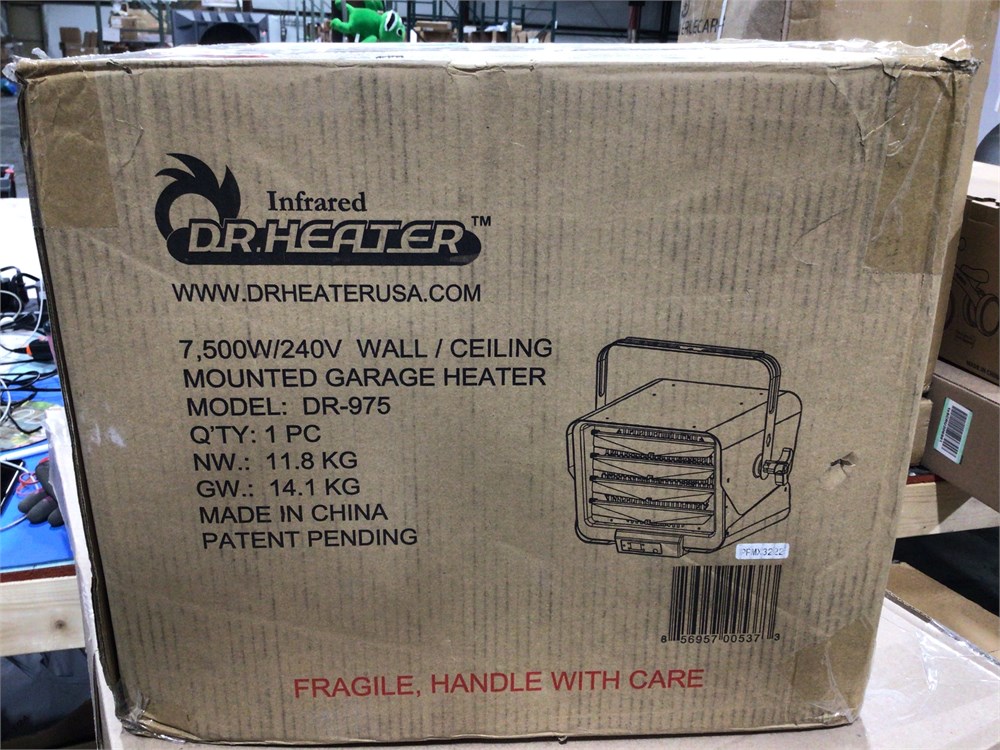 Infrared
DR.HEATER™
WWW.DRHEATERUSA.COM
7,500W/240V WALL / CEILING
MOUNTED GARAGE HEATER
MODEL: DR-975
Q'TY: 1 PC
NW.: 11.8 KG
GW.: 14.1 KG
MADE IN CHINA
PATENT PENDING
PFMX3222
8 56957 00537 3
FRAGILE, HANDLE WITH CARE